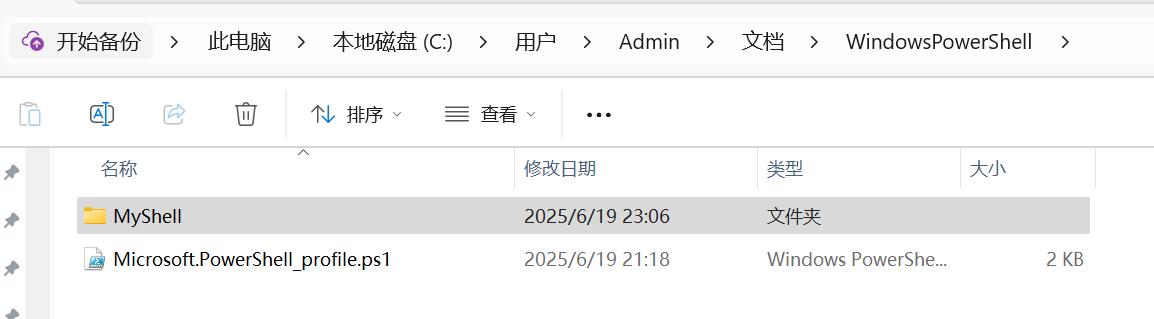 开始备份 此电脑 本地磁盘 (C:) 用户 Admin 文档 WindowsPowerShell
排序 查看
名称 修改日期 类型 大小
MyShell 2025/6/19 23:06 文件夹
Microsoft.PowerShell_profile.ps1 2025/6/19 21:18 Windows PowerShe... 2 KB